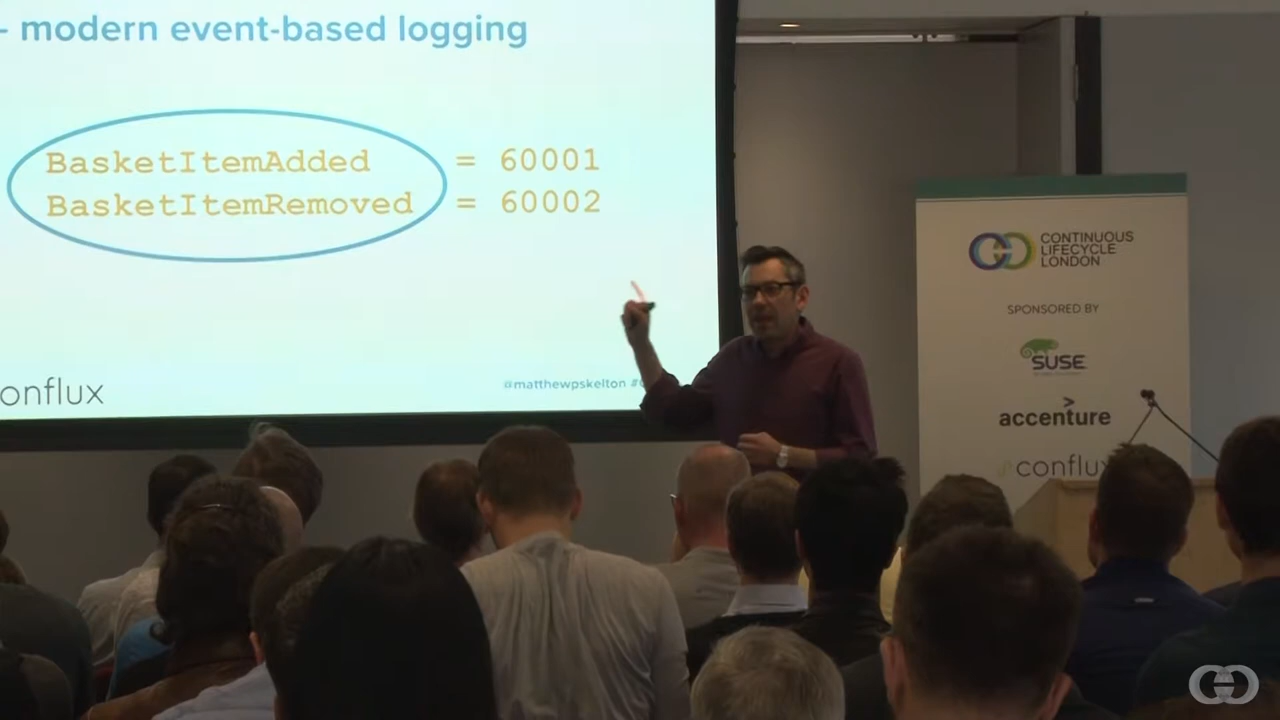 - modern event-based logging
BasketItemAdded = 60001
BasketItemRemoved = 60002
onflux
@matthewpskelton
CONTINUOUS
LIFECYCLE
LONDON
SPONSORED BY
SUSE
accenture
conflux